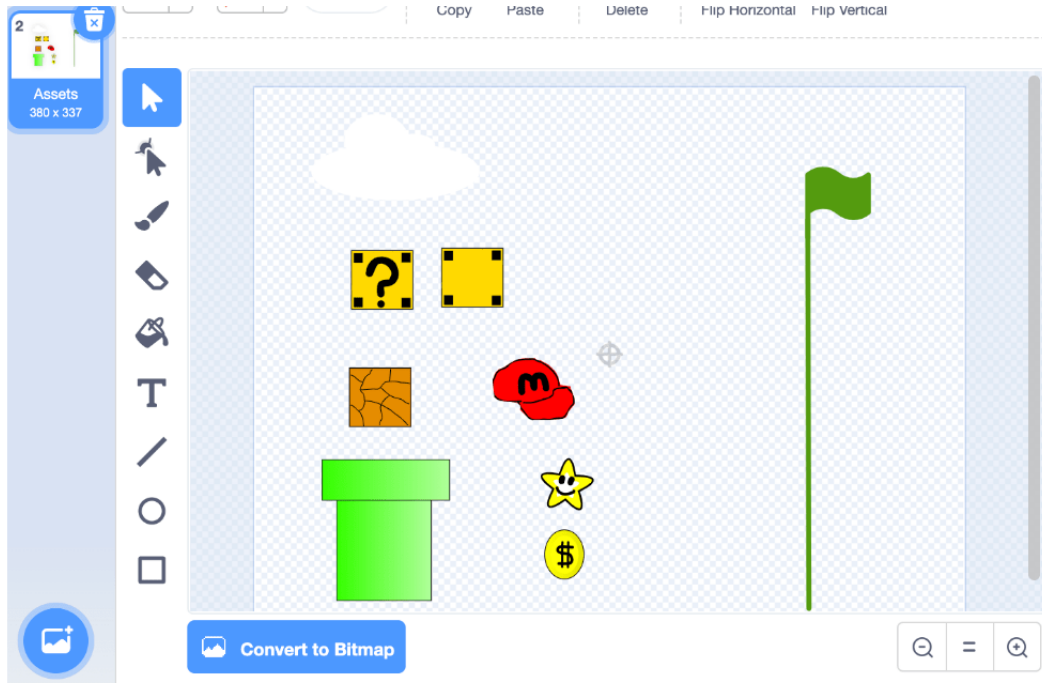 Copy Paste Delete Flip Horizontal Flip Vertical
2
Assets
380 x 337
T
?
m
$
Convert to Bitmap